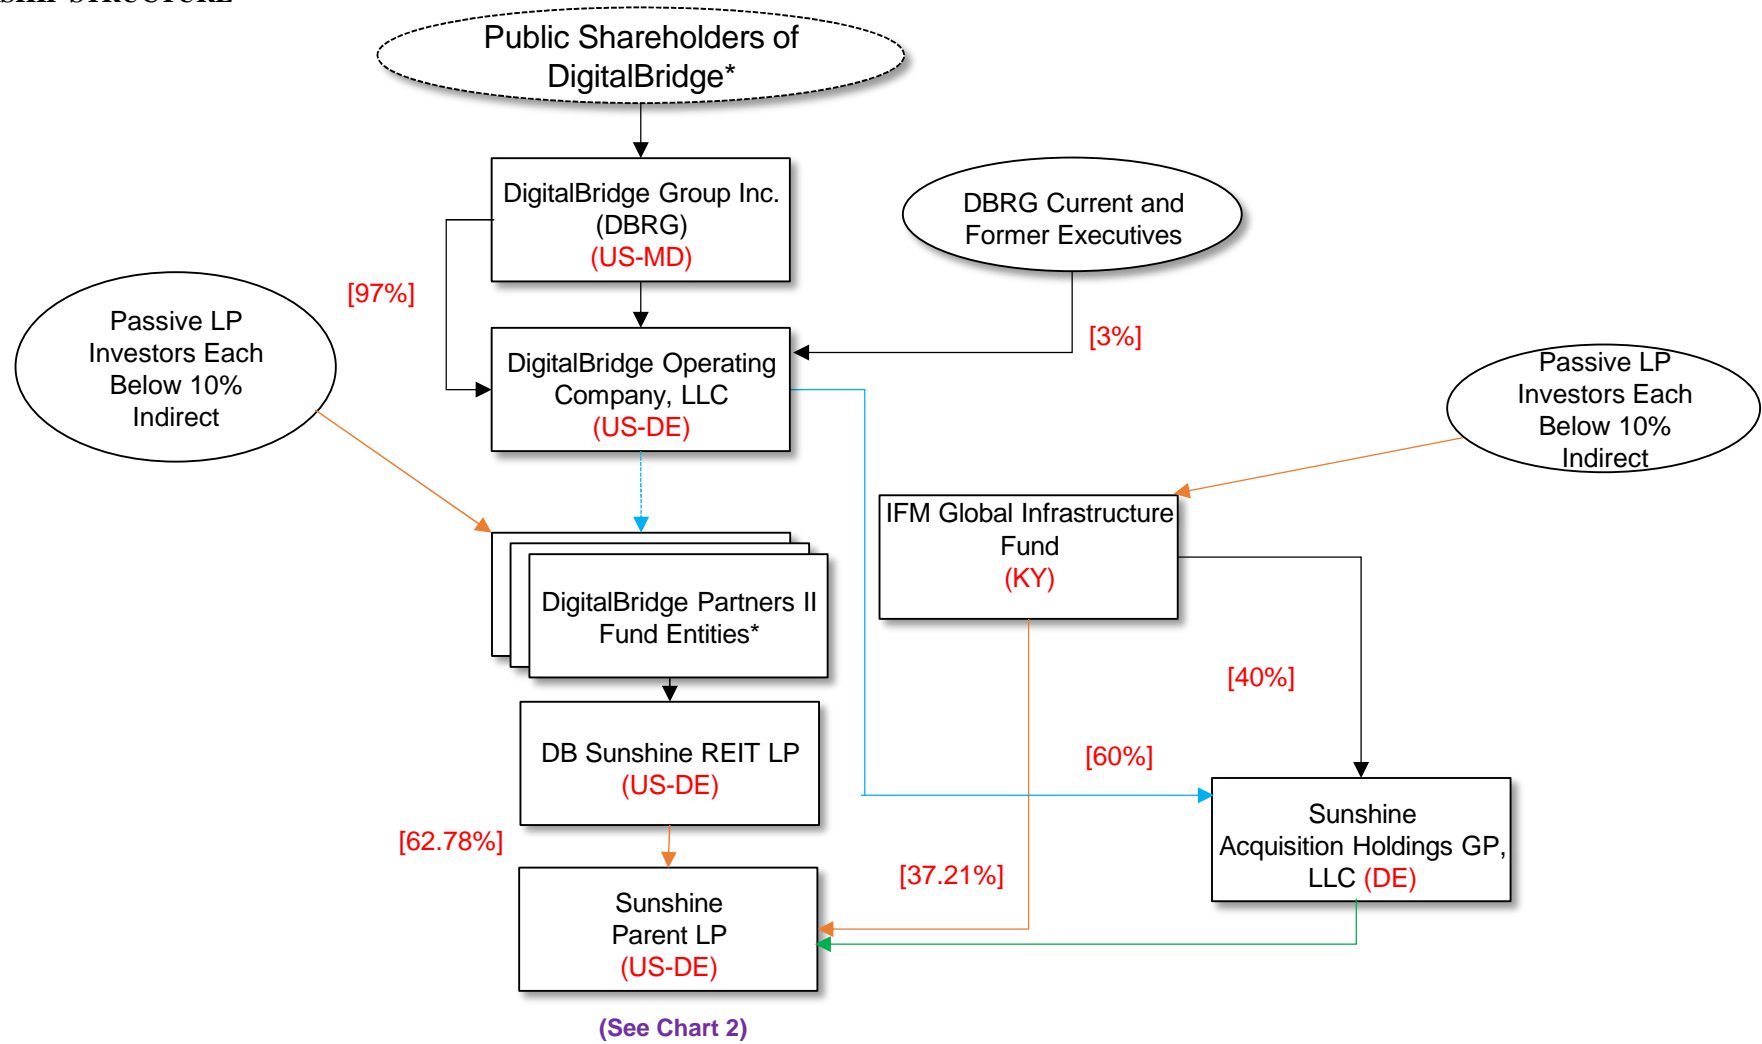 Public Shareholders of
DigitalBridge*
DigitalBridge Group Inc.
(DBRG)
(US-MD)
DBRG Current and
Former Executives
[97%]
[3%]
Passive LP
Investors Each
Below 10%
Indirect
DigitalBridge Operating
Company, LLC
(US-DE)
Passive LP
Investors Each
Below 10%
Indirect
IFM Global Infrastructure
Fund
(KY)
DigitalBridge Partners II
Fund Entities*
[40%]
DB Sunshine REIT LP
(US-DE)
[60%]
[62.78%]
[37.21%]
Sunshine
Acquisition Holdings GP,
LLC (DE)
Sunshine
Parent LP
(US-DE)
(See Chart 2)